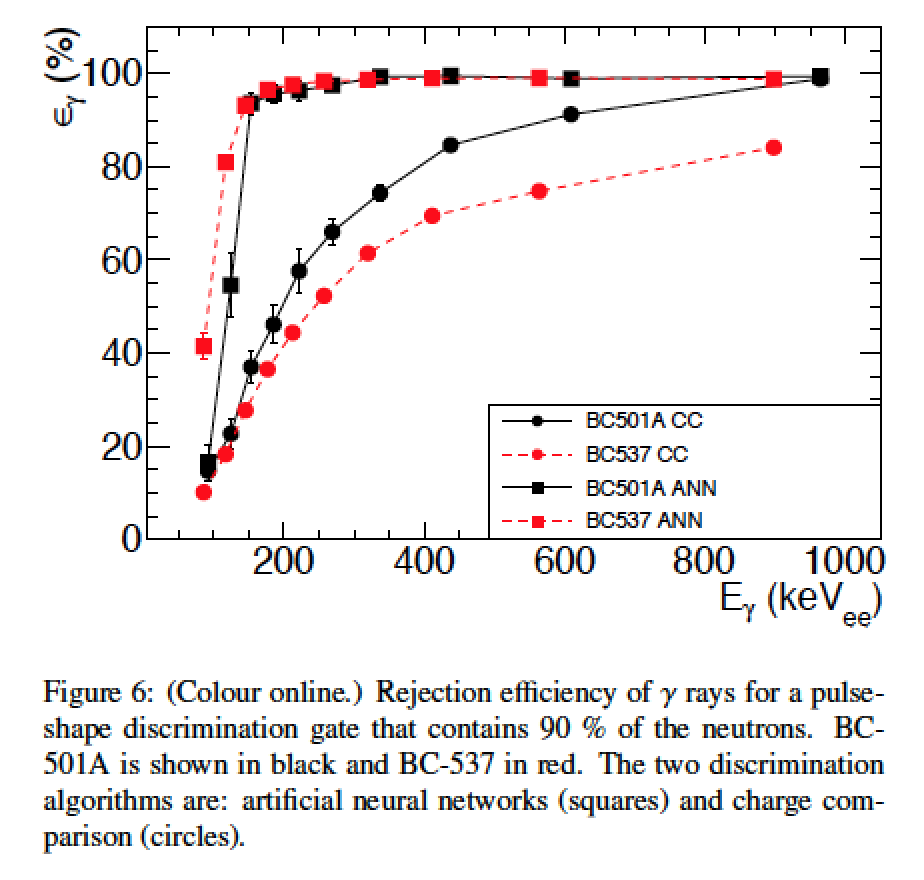 ϵγ (%)
100
80
60
40
20
0
BC501A CC
BC537 CC
BC501A ANN
BC537 ANN
200 400 600 800 1000
Eγ (keVee)
Figure 6: (Colour online.) Rejection efficiency of γ rays for a pulse-
shape discrimination gate that contains 90 % of the neutrons. BC-
501A is shown in black and BC-537 in red. The two discrimination
algorithms are: artificial neural networks (squares) and charge com-
parison (circles).